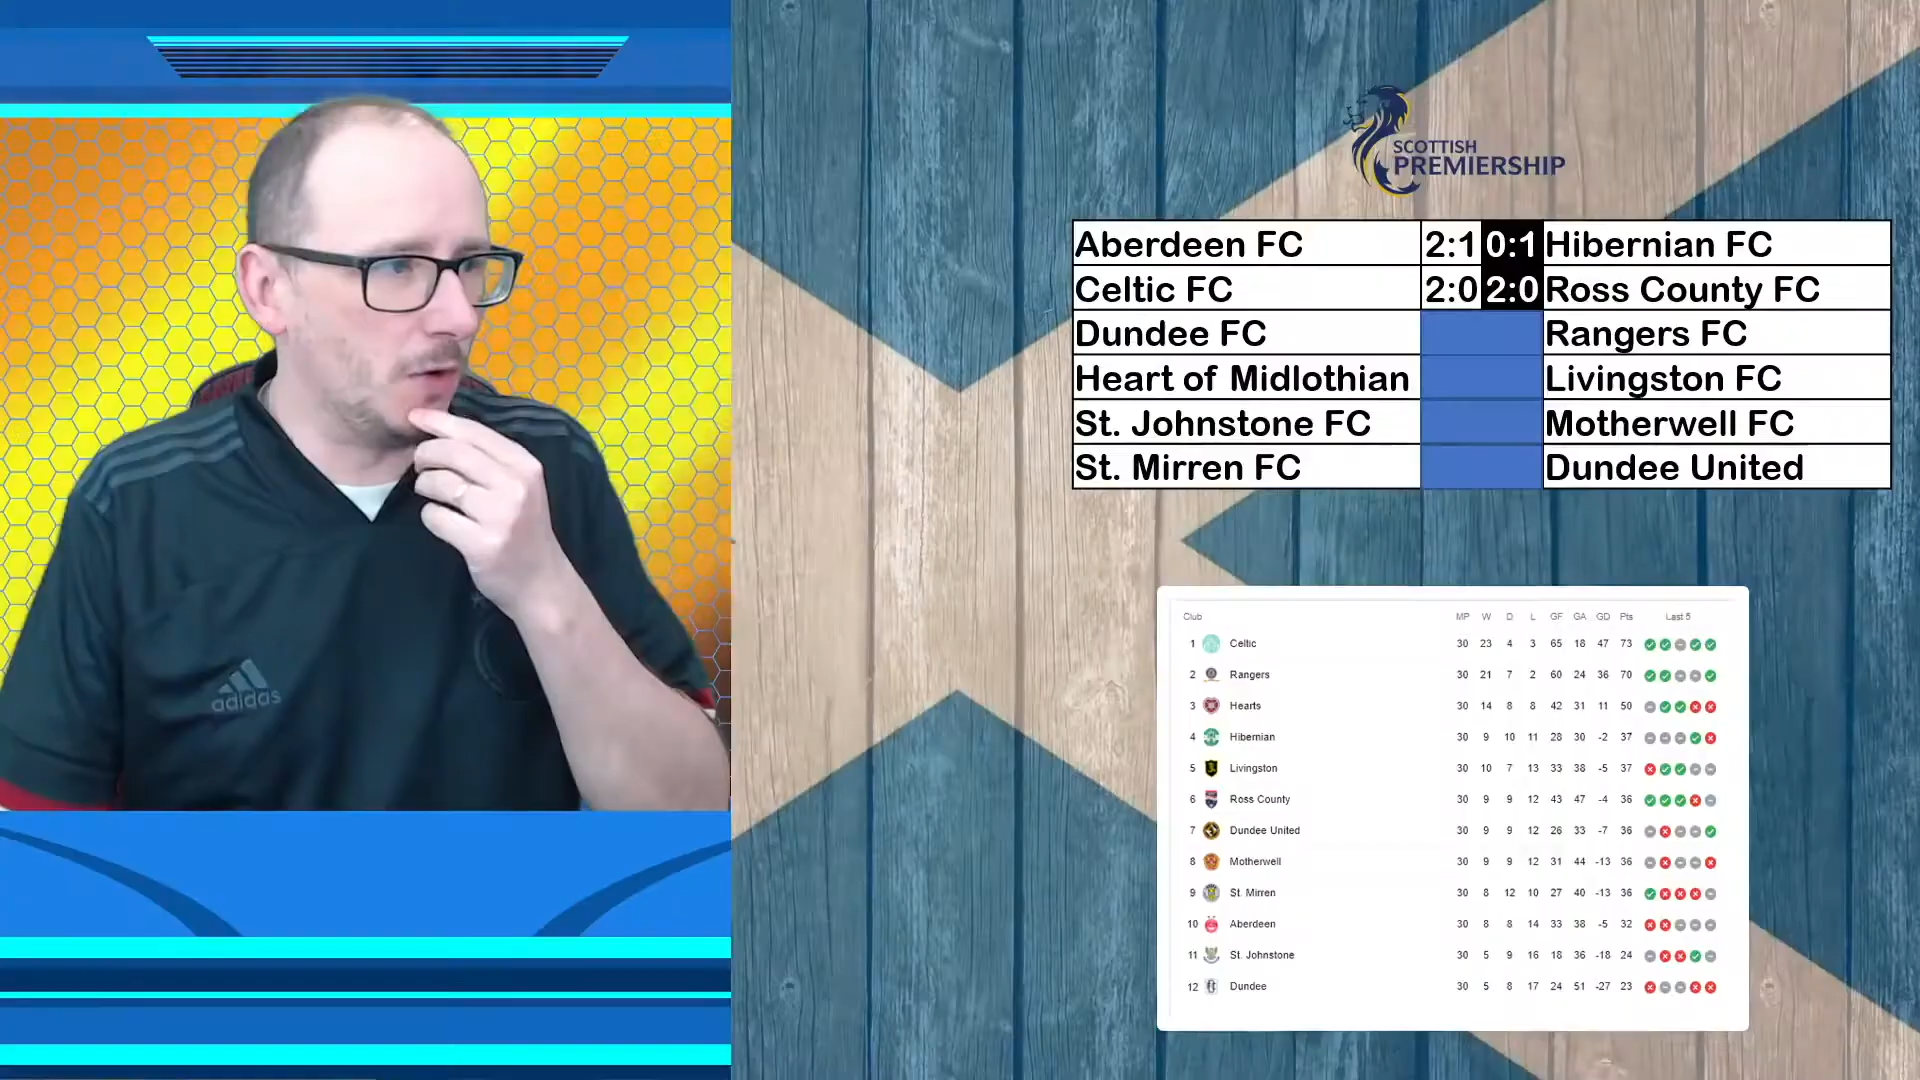 SCOTTISH
PREMIERSHIP
Aberdeen FC 2:1 0:1 Hibernian FC
Celtic FC 2:0 2:0 Ross County FC
Dundee FC Rangers FC
Heart of Midlothian Livingston FC
St. Johnstone FC Motherwell FC
St. Mirren FC Dundee United
adidas
Club MP W D L GF GA GD Pts Last 5
1 Celtic 30 23 4 3 65 18 47 73
2 Rangers 30 21 7 2 60 24 36 70
3 Hearts 30 14 8 8 42 31 11 50
4 Hibernian 30 9 10 11 28 30 -2 37
5 Livingston 30 10 7 13 33 38 -5 37
6 Ross County 30 9 9 12 43 47 -4 36
7 Dundee United 30 9 9 12 26 33 -7 36
8 Motherwell 30 9 9 12 31 44 -13 36
9 St. Mirren 30 8 12 10 27 40 -13 36
10 Aberdeen 30 8 8 14 33 38 -5 32
11 St. Johnstone 30 5 9 16 18 36 -18 24
12 Dundee 30 5 8 17 24 51 -27 23